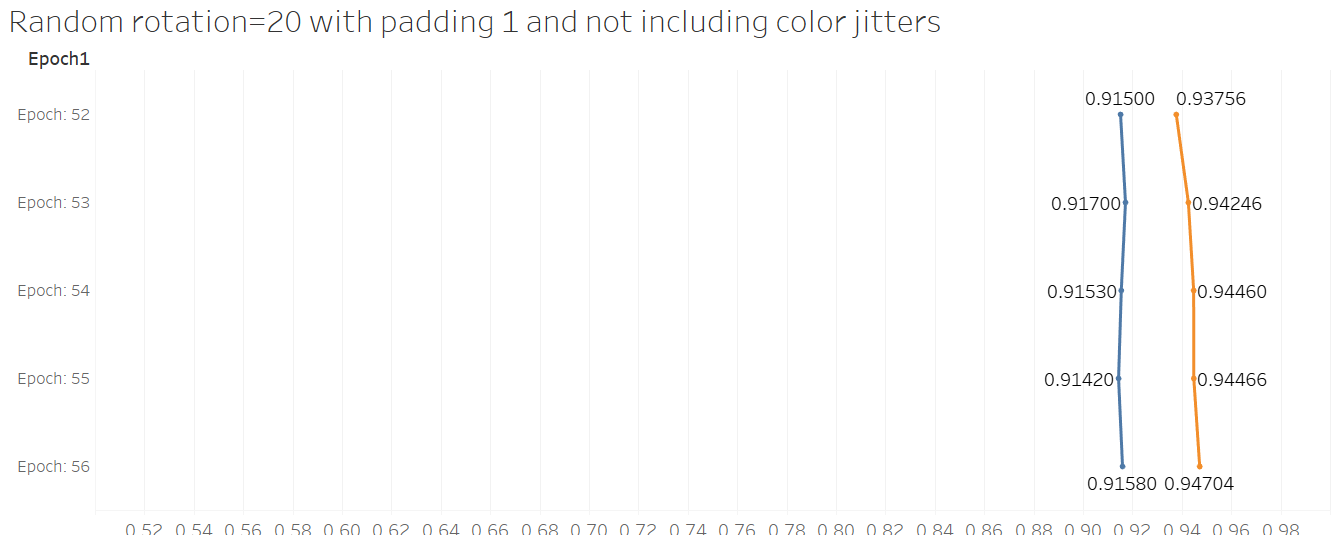 Random rotation=20 with padding 1 and not including color jitters
Epoch1
0.91500 0.93756
Epoch: 52
Epoch: 53 0.91700 0.94246
Epoch: 54 0.91530 0.94460
Epoch: 55 0.91420 0.94466
Epoch: 56
0.91580 0.94704
0.52 0.54 0.56 0.58 0.60 0.62 0.64 0.66 0.68 0.70 0.72 0.74 0.76 0.78 0.80 0.82 0.84 0.86 0.88 0.90 0.92 0.94 0.96 0.98